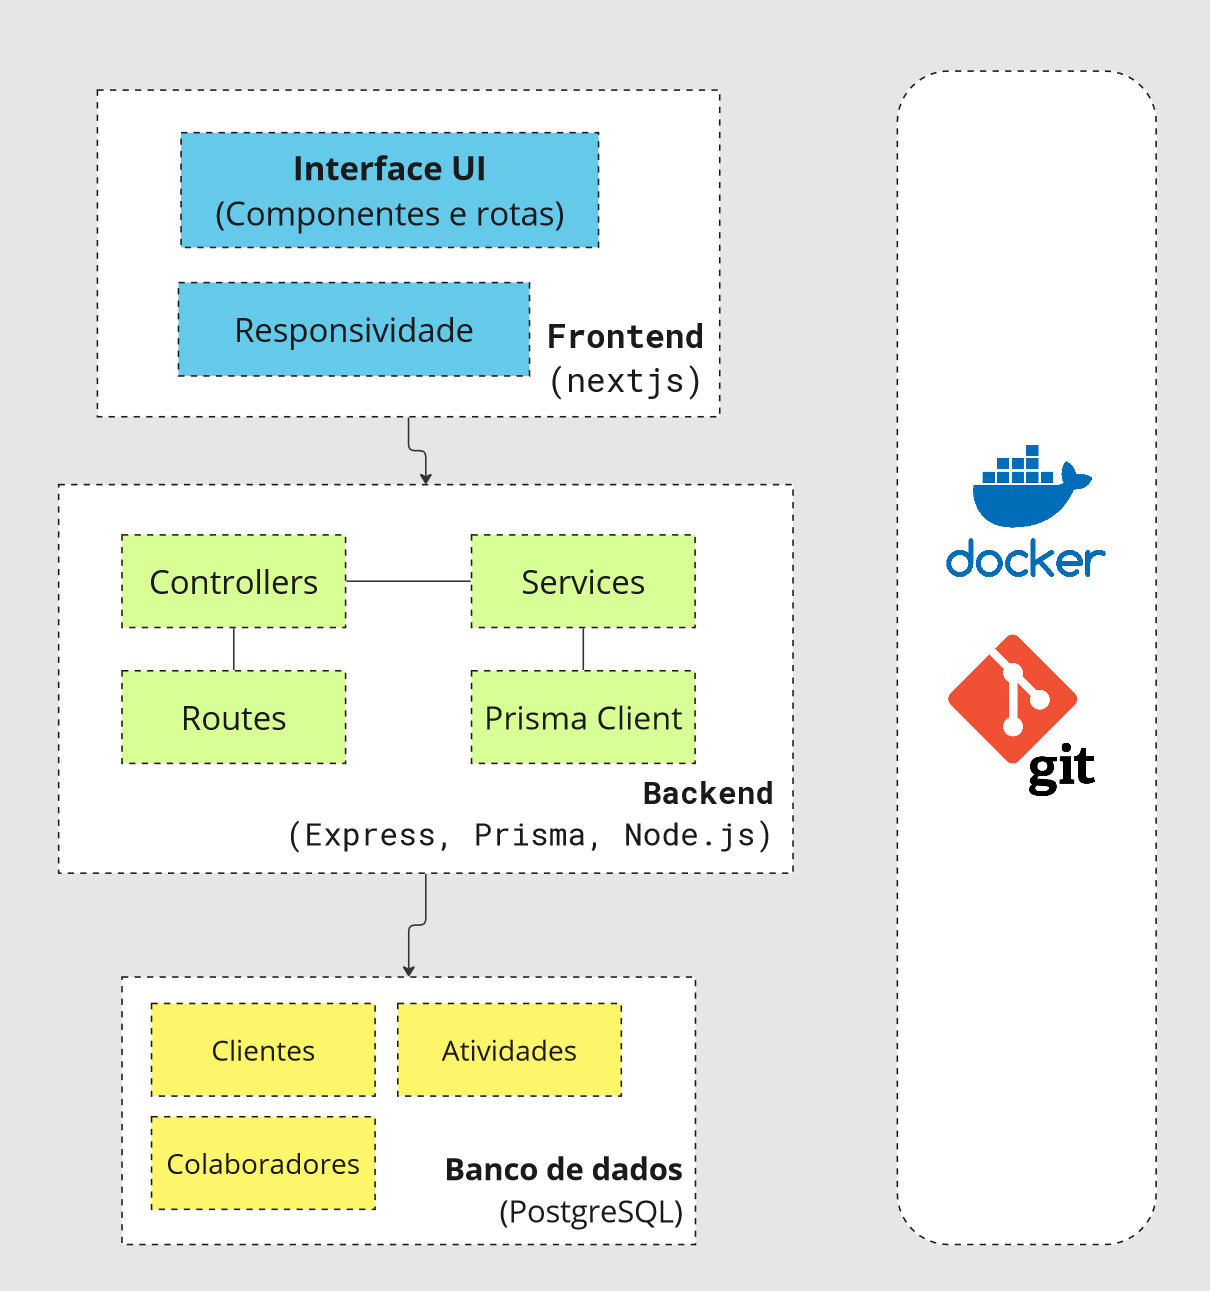 Interface UI
(Componentes e rotas)
Responsividade
Frontend
(nextjs)
Controllers
Services
Routes
Prisma Client
Backend
(Express, Prisma, Node.js)
Clientes
Atividades
Colaboradores
Banco de dados
(PostgreSQL)
docker
git